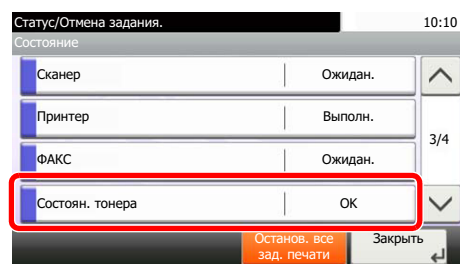 Статус/Отмена задания. 10:10
Состояние
Сканер Ожидан.
Принтер Выполн.
3/4
ФАКС Ожидан.
Состоян. тонера OK
Останов. все
зад. печати
Закрыть